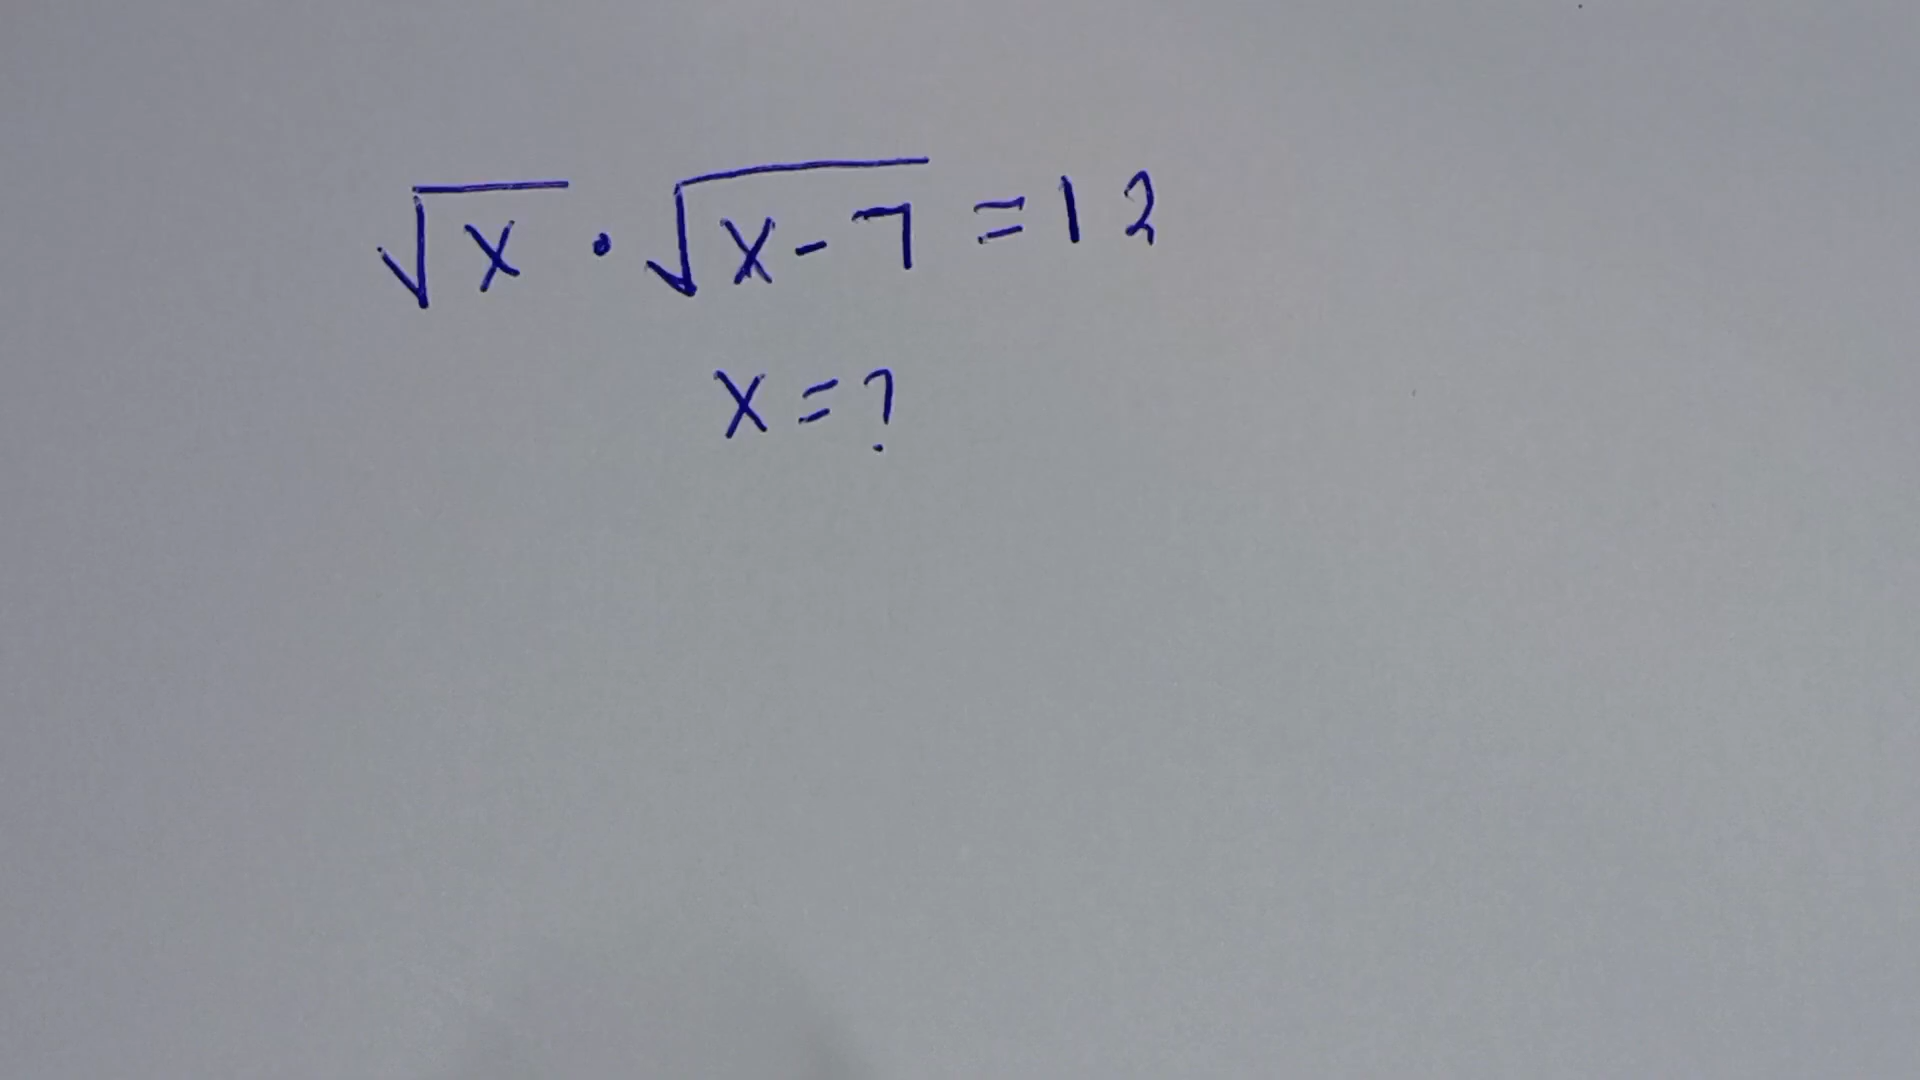 √x · √x-7 = 12
x = ?